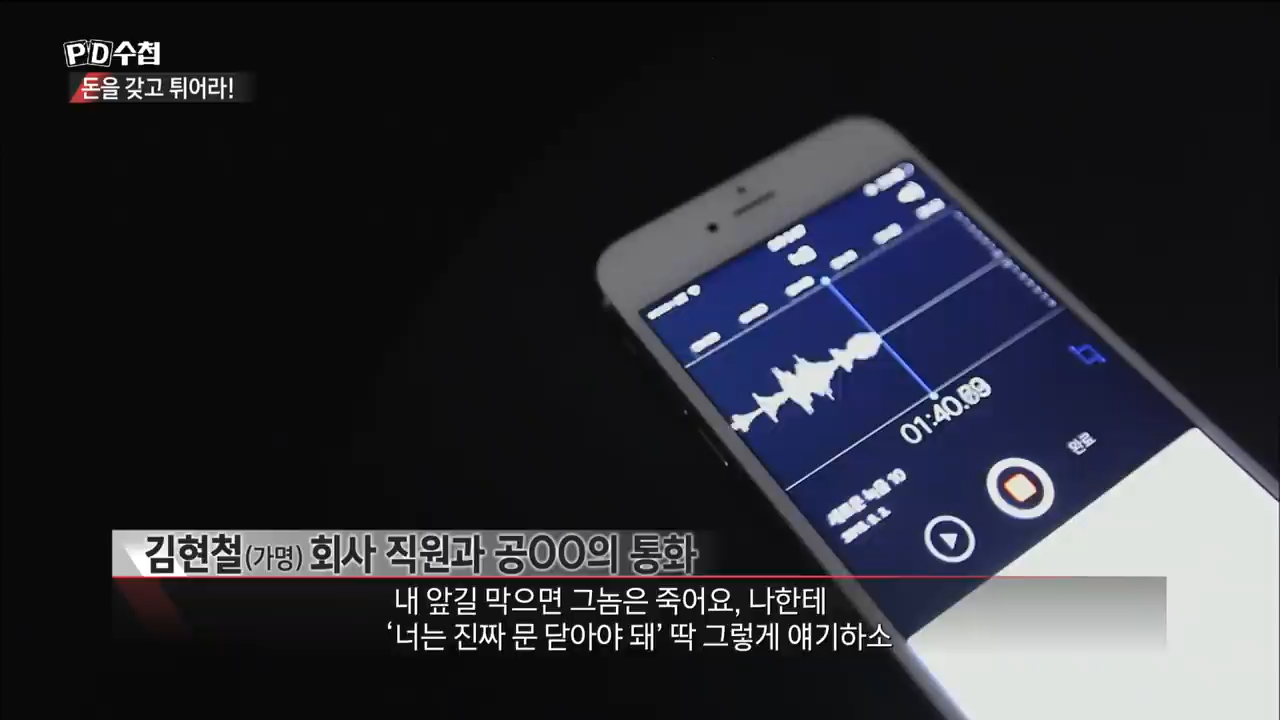 PD수첩
돈을 갖고 튀어라!
01:40
완료
김현철(가명) 회사 직원과 공OO의 통화
내 앞길 막으면 그놈은 죽어요, 나한테
‘너는 진짜 문 닫아야 돼’ 딱 그렇게 얘기하소